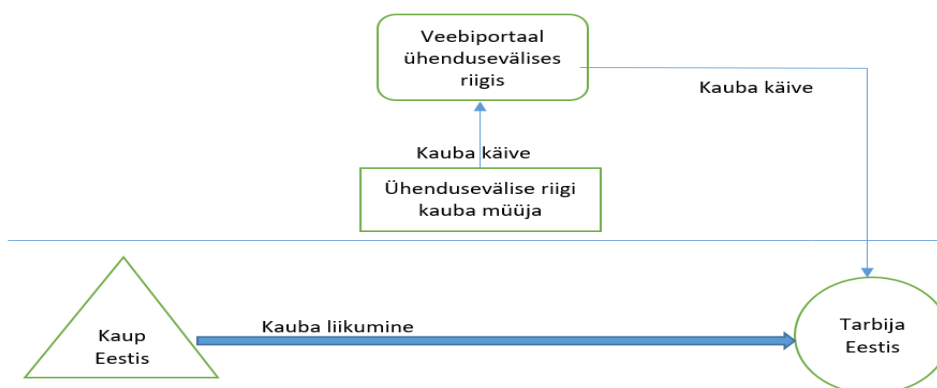 Veebiportaal
ühendusevälises
riigis
Kauba käive
Kauba käive
Ühendusevälise riigi
kauba müüja
Kauba liikumine
Kaup
Eestis
Tarbija
Eestis